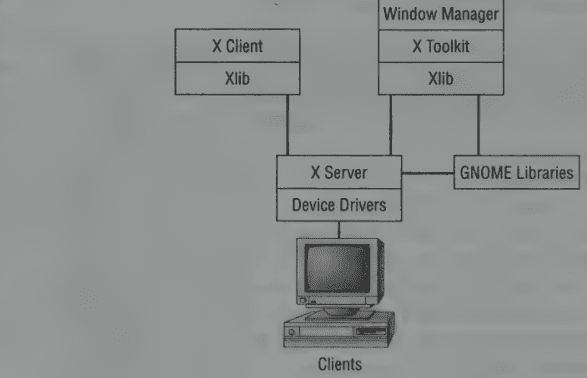 Window Manager
X Client
X Toolkit
Xlib
Xlib
X Server
GNOME Libraries
Device Drivers
Clients